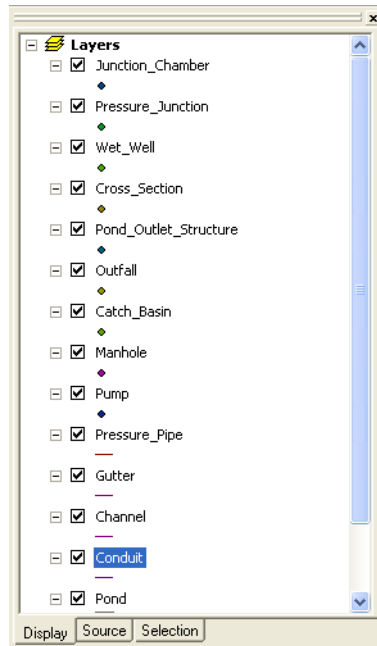 Layers
Junction_Chamber
Pressure_Junction
Wet_Well
Cross_Section
Pond_Outlet_Structure
Outfall
Catch_Basin
Manhole
Pump
Pressure_Pipe
Gutter
Channel
Conduit
Pond
Display Source Selection